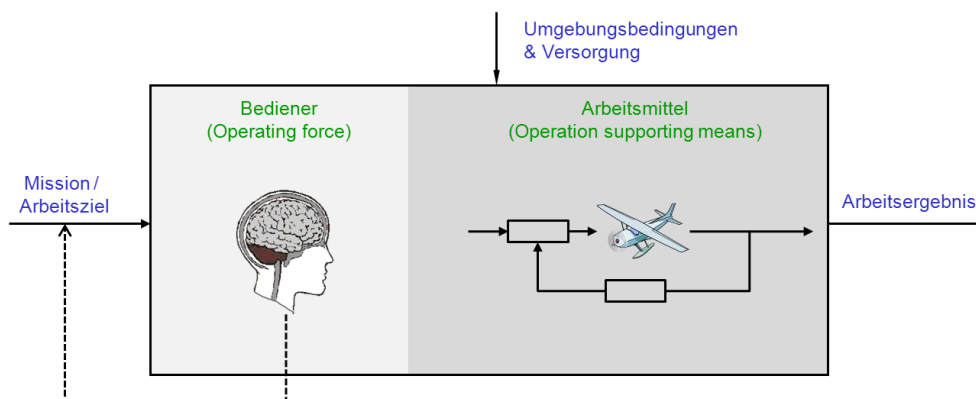 Umgebungsbedingungen
& Versorgung
Bediener
(Operating force)
Arbeitsmittel
(Operation supporting means)
Mission /
Arbeitsziel
Arbeitsergebnis